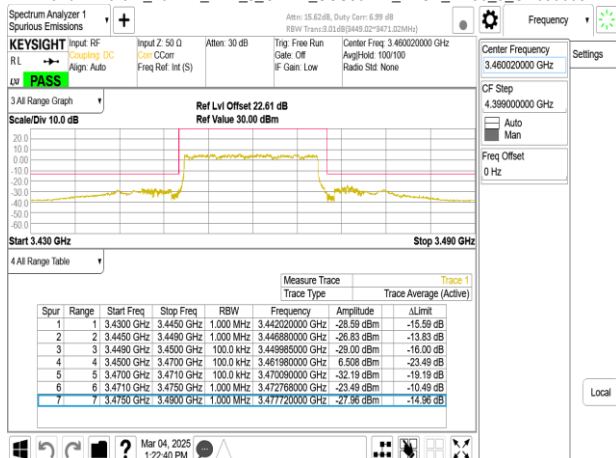 Spectrum Analyzer 1
Spurious Emissions
Attn: 15.62dB, Duty Corr: 6.99 dB
RBW Trans:3.01dB(3449.02~3471.02MHz)
Frequency
KEYSIGHT
RL
LXI
PASS
Input: RF
Coupling: DC
Align: Auto
Input Z: 50 Ω
Corr CCorr
Freq Ref: Int (S)
Atten: 30 dB
Trig: Free Run
Gate: Off
IF Gain: Low
Center Freq: 3.460020000 GHz
Avg|Hold: 100/100
Radio Std: None
Center Frequency
3.460020000 GHz
Settings
CF Step
4.399000000 GHz
Auto
Man
Freq Offset
0 Hz
3 All Range Graph
Scale/Div 10.0 dB
Ref Lvl Offset 22.61 dB
Ref Value 30.00 dBm
20.0
10.0
0.00
-10.0
-20.0
-30.0
-40.0
-50.0
-60.0
Start 3.430 GHz
Stop 3.490 GHz
4 All Range Table
Measure Trace Trace 1
Trace Type Trace Average (Active)
Spur Range Start Freq Stop Freq RBW Frequency Amplitude ΔLimit
1 1 3.4300 GHz 3.4450 GHz 1.000 MHz 3.442020000 GHz -28.59 dBm -15.59 dB
2 2 3.4450 GHz 3.4490 GHz 1.000 MHz 3.446880000 GHz -26.83 dBm -13.83 dB
3 3 3.4490 GHz 3.4500 GHz 100.0 kHz 3.449985000 GHz -29.00 dBm -16.00 dB
4 4 3.4500 GHz 3.4700 GHz 100.0 kHz 3.461980000 GHz 6.508 dBm -23.49 dB
5 5 3.4700 GHz 3.4710 GHz 100.0 kHz 3.470090000 GHz -32.19 dBm -19.19 dB
6 6 3.4710 GHz 3.4750 GHz 1.000 MHz 3.472768000 GHz -23.49 dBm -10.49 dB
7 7 3.4750 GHz 3.4900 GHz 1.000 MHz 3.477720000 GHz -27.96 dBm -14.96 dB
Local
Mar 04, 2025
1:22:40 PM